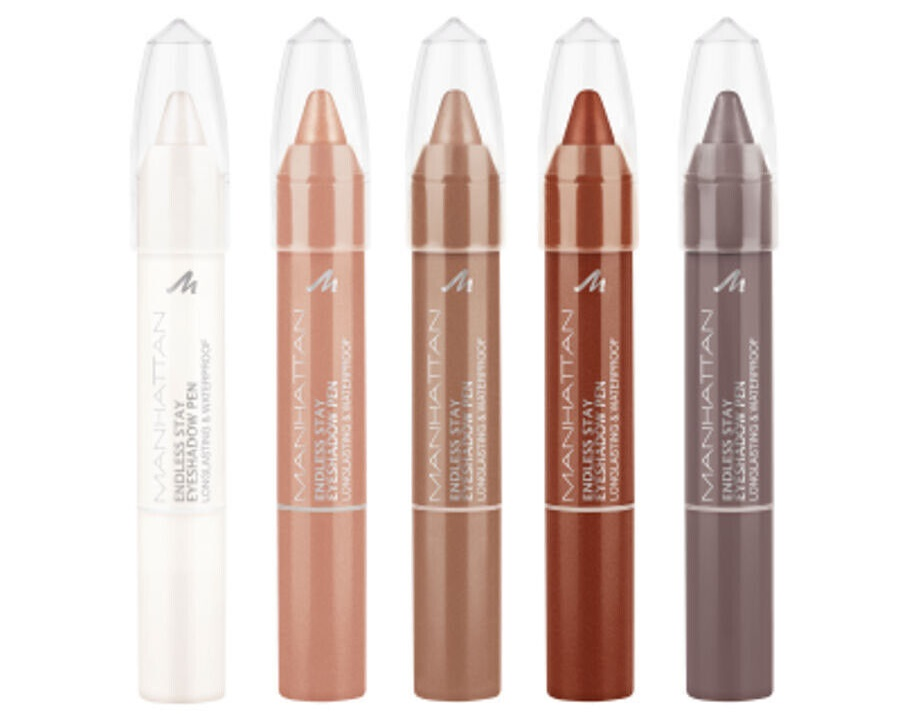 M
MANHATTAN
ENDLESS STAY
EYESHADOW PEN
LONGLASTING & WATERPROOF
M
MANHATTAN
ENDLESS STAY
EYESHADOW PEN
LONGLASTING & WATERPROOF
M
MANHATTAN
ENDLESS STAY
EYESHADOW PEN
LONGLASTING & WATERPROOF
M
MANHATTAN
ENDLESS STAY
EYESHADOW PEN
LONGLASTING & WATERPROOF
M
MANHATTAN
ENDLESS STAY
EYESHADOW PEN
LONGLASTING & WATERPROOF